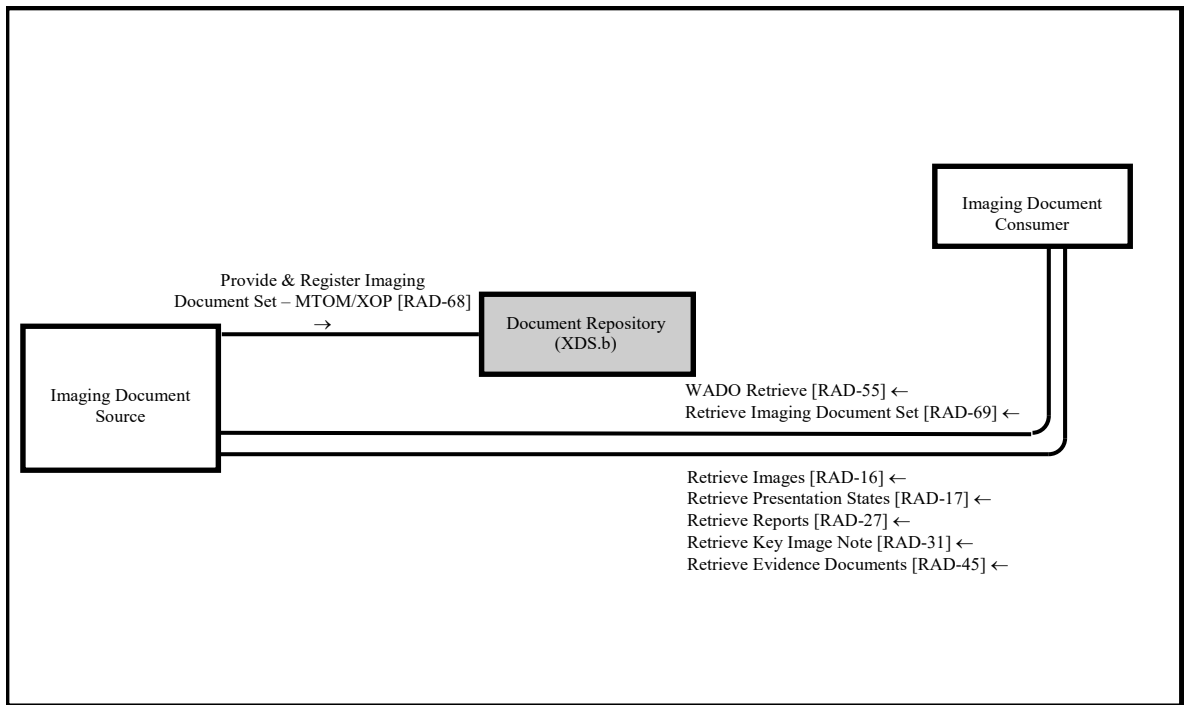 Imaging Document
Consumer
Provide & Register Imaging
Document Set – MTOM/XOP [RAD-68]
→
Document Repository
(XDS.b)
Imaging Document
Source
WADO Retrieve [RAD-55] ←
Retrieve Imaging Document Set [RAD-69] ←
Retrieve Images [RAD-16] ←
Retrieve Presentation States [RAD-17] ←
Retrieve Reports [RAD-27] ←
Retrieve Key Image Note [RAD-31] ←
Retrieve Evidence Documents [RAD-45] ←